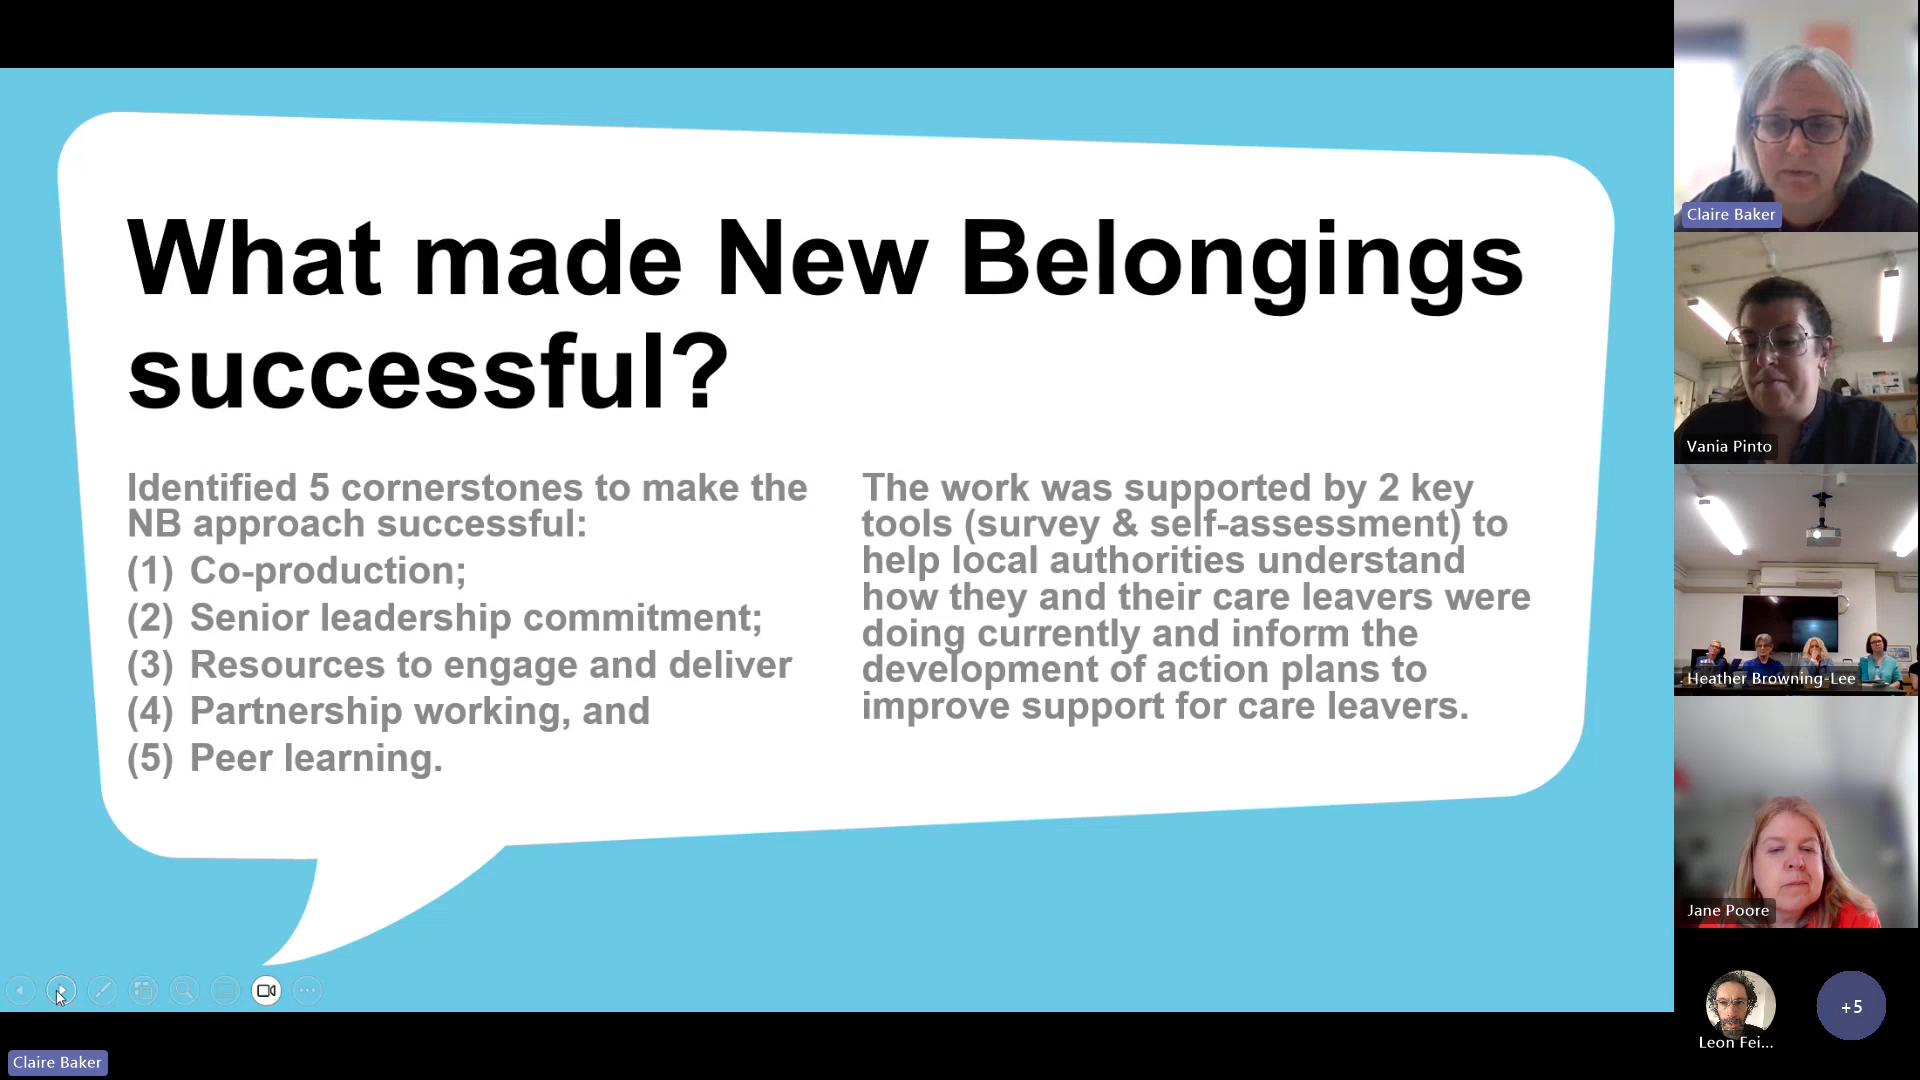 What made New Belongings
successful?
Identified 5 cornerstones to make the
NB approach successful:
(1) Co-production;
(2) Senior leadership commitment;
(3) Resources to engage and deliver
(4) Partnership working, and
(5) Peer learning.
The work was supported by 2 key
tools (survey & self-assessment) to
help local authorities understand
how they and their care leavers were
doing currently and inform the
development of action plans to
improve support for care leavers.
Claire Baker
Claire Baker
Vania Pinto
Heather Browning-Lee
Jane Poore
Leon Fei...
+5